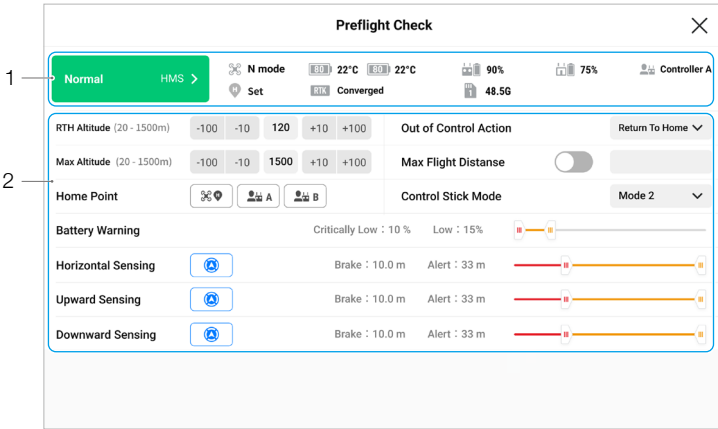 Preflight Check
1
Normal HMS
N mode 80 22°C 80 22°C 90% 75% Controller A
Set RTK Converged 1 48.5G
2
RTH Altitude (20 - 1500m) -100 -10 120 +10 +100 Out of Control Action Return To Home
Max Altitude (20 - 1500m) -100 -10 1500 +10 +100 Max Flight Distanse
Home Point H A B Control Stick Mode Mode 2
Battery Warning Critically Low : 10 % Low : 15%
Horizontal Sensing Brake : 10.0 m Alert : 33 m
Upward Sensing Brake : 10.0 m Alert : 33 m
Downward Sensing Brake : 10.0 m Alert : 33 m